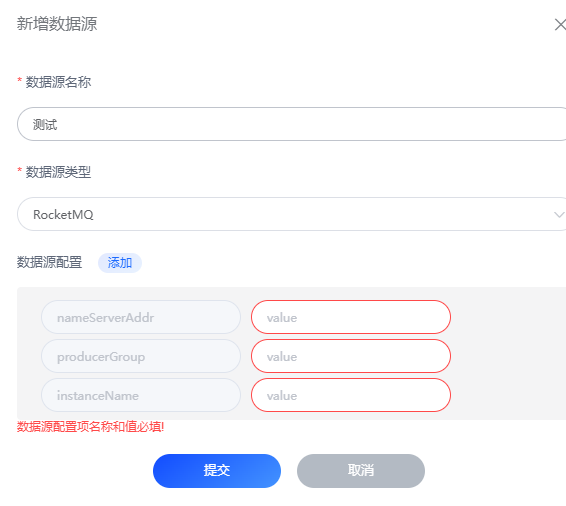 新增数据源
* 数据源名称
测试
* 数据源类型
RocketMQ
数据源配置 添加
nameServerAddr value
producerGroup value
instanceName value
数据源配置项名称和值必填!
提交 取消